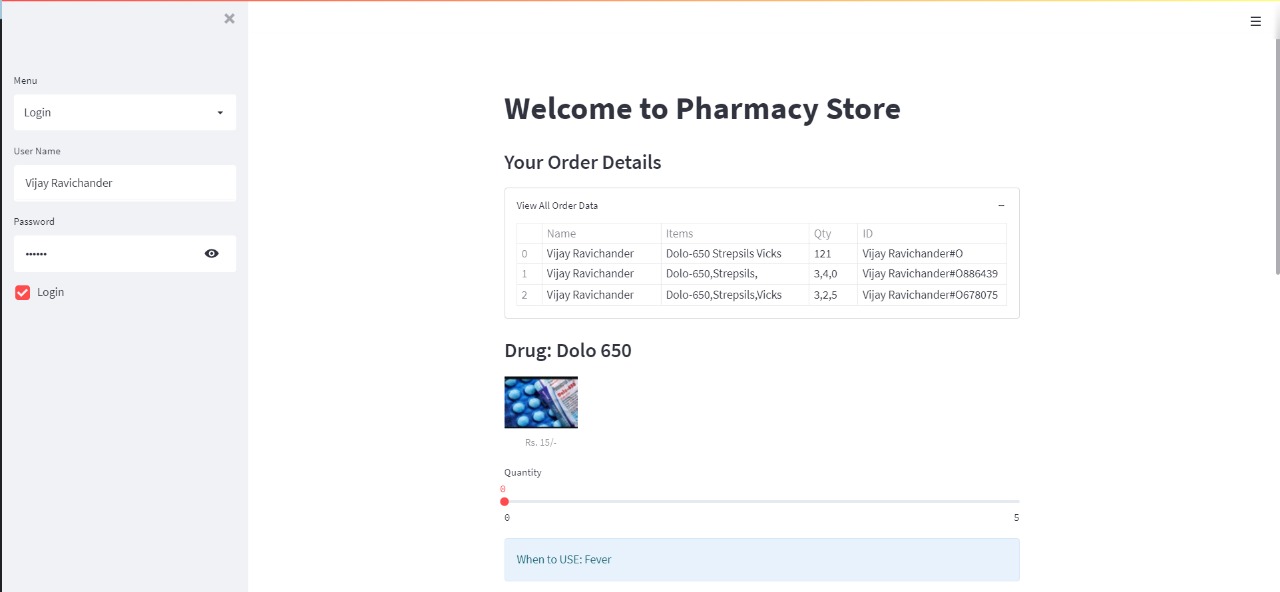 Menu
Login
User Name
Vijay Ravichander
Password
••••••
Login
Welcome to Pharmacy Store
Your Order Details
View All Order Data
Name Items Qty ID
0 Vijay Ravichander Dolo-650 Strepsils Vicks 121 Vijay Ravichander#O
1 Vijay Ravichander Dolo-650,Strepsils, 3,4,0 Vijay Ravichander#O886439
2 Vijay Ravichander Dolo-650,Strepsils,Vicks 3,2,5 Vijay Ravichander#O678075
Drug: Dolo 650
Dolo-650
Rs. 15/-
Quantity
0
0 5
When to USE: Fever